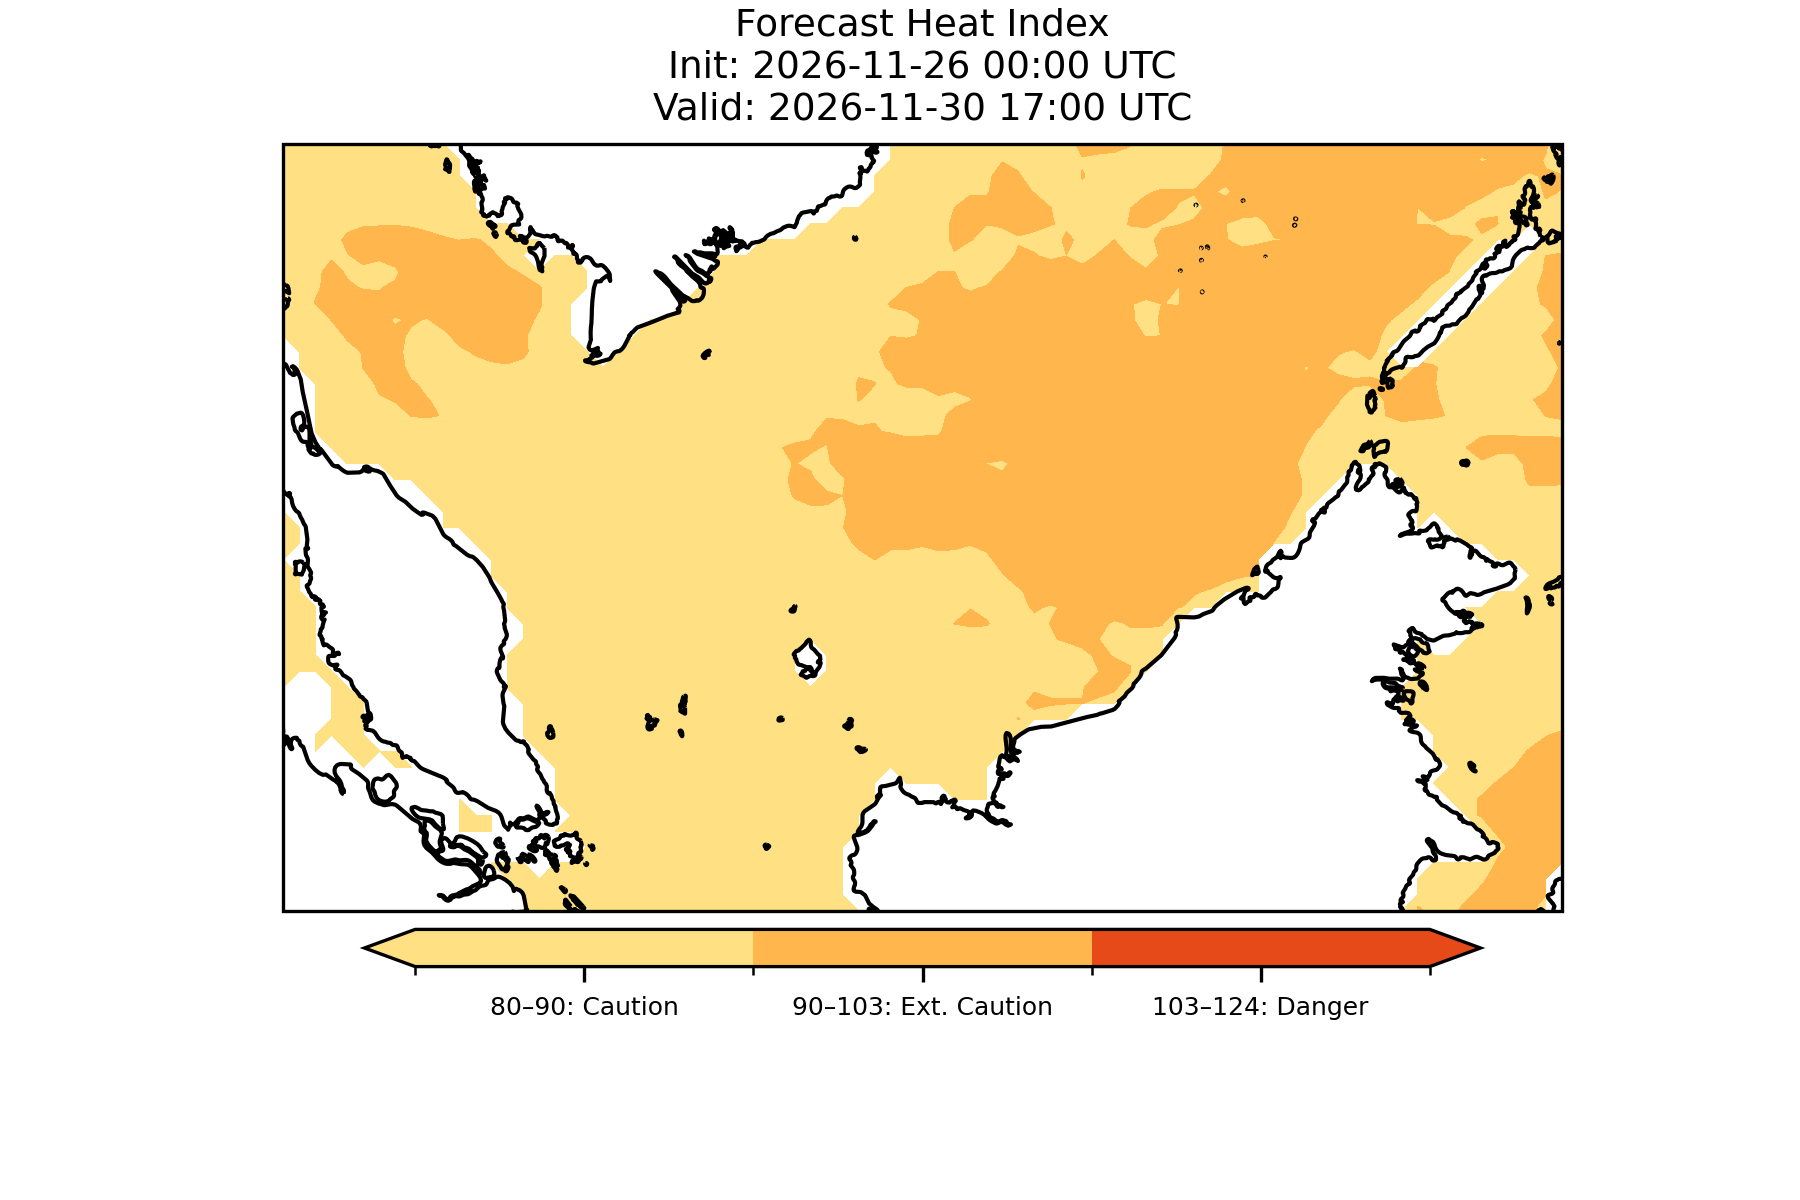 Forecast Heat Index
Init: 2026-11-26 00:00 UTC
Valid: 2026-11-30 17:00 UTC
80–90: Caution
90–103: Ext. Caution
103–124: Danger